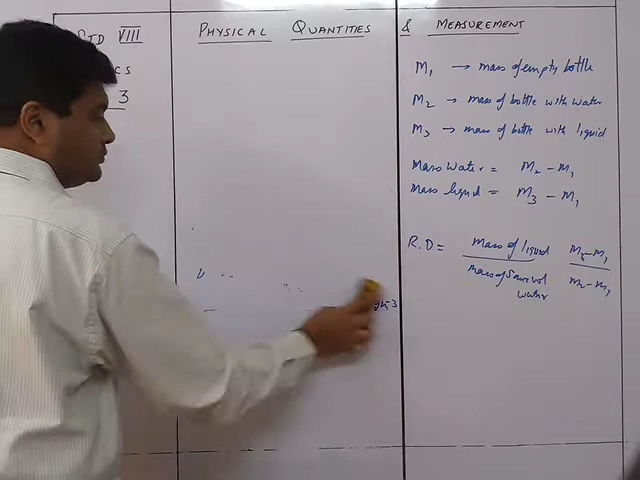 STD VIII
CS
3
PHYSICAL QUANTITIES & MEASUREMENT
M₁ → mass of empty bottle
M₂ → mass of bottle with water
M₃ → mass of bottle with liquid
Mass Water = M₂ – M₁
Mass liquid = M₃ – M₁
R.D = mass of liquid / mass of same vol water M₃–M₁ / M₂–M₁